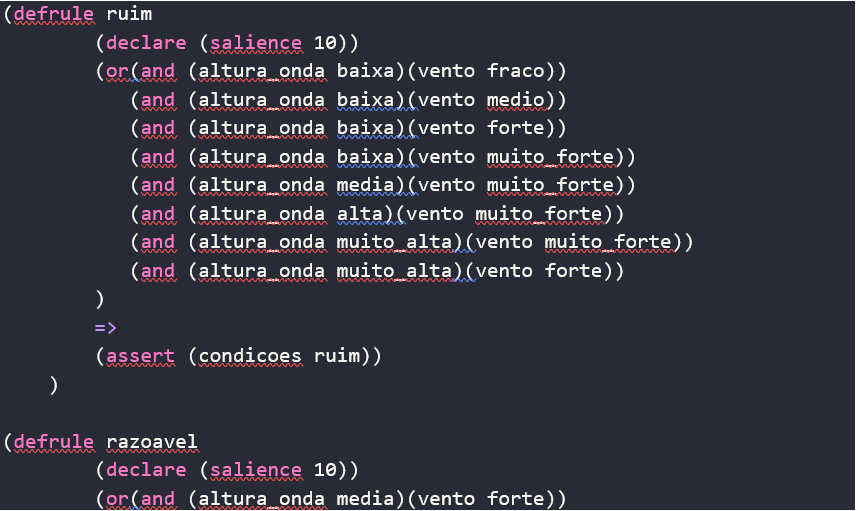 (defrule ruim
(declare (salience 10))
(or(and (altura_onda baixa)(vento fraco))
(and (altura_onda baixa)(vento medio))
(and (altura_onda baixa)(vento forte))
(and (altura_onda baixa)(vento muito_forte))
(and (altura_onda media)(vento muito_forte))
(and (altura_onda alta)(vento muito_forte))
(and (altura_onda muito_alta)(vento muito_forte))
(and (altura_onda muito_alta)(vento forte))
)
=>
(assert (condicoes ruim))
)
(defrule razoavel
(declare (salience 10))
(or(and (altura_onda media)(vento forte))